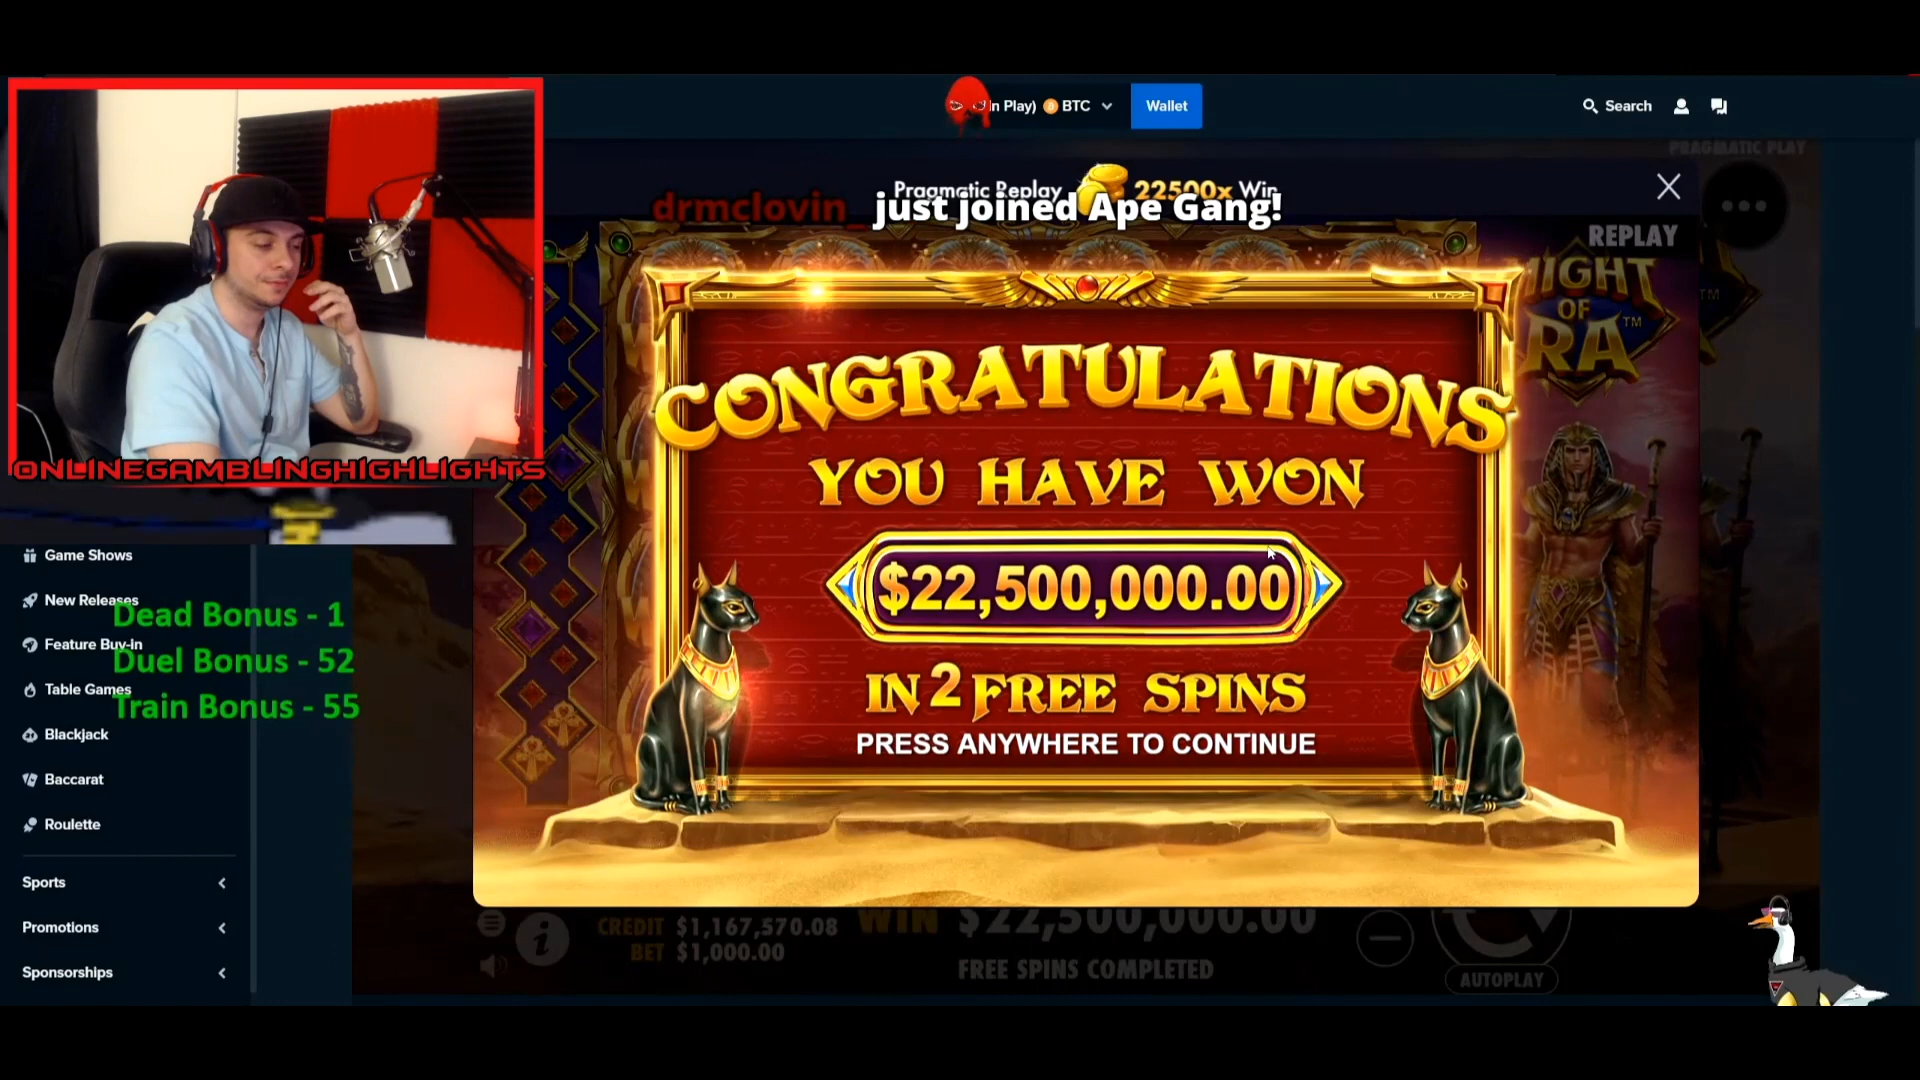 in Play) BTC
Wallet
Search
PRAGMATIC PLAY
Pragmatic Replay 22500x Win
drmclovin_ just joined Ape Gang!
REPLAY
MIGHT
OF
RA™
TM
CONGRATULATIONS
YOU HAVE WON
$22,500,000.00
IN 2 FREE SPINS
PRESS ANYWHERE TO CONTINUE
ONLINEGAMBLINGHIGHLIGHTS
Game Shows
New Releases
Dead Bonus - 1
Feature Buy-in
Duel Bonus - 52
Table Games
Train Bonus - 55
Blackjack
Baccarat
Roulette
Sports
Promotions
Sponsorships
CREDIT $1,167,570.08
BET $1,000.00
WIN $22,500,000.00
FREE SPINS COMPLETED
AUTOPLAY